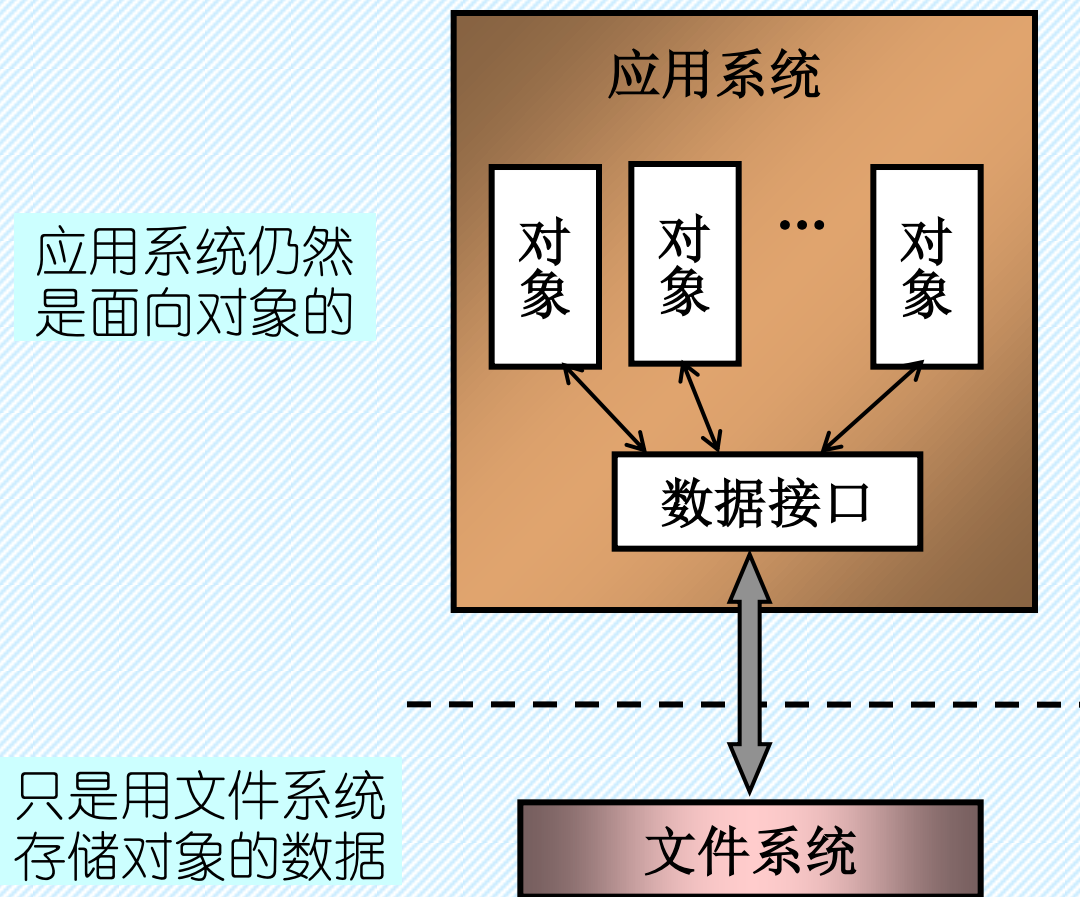 应用系统
对象
对象
...
对象
应用系统仍然
是面向对象的
数据接口
只是用文件系统
存储对象的数据
文件系统